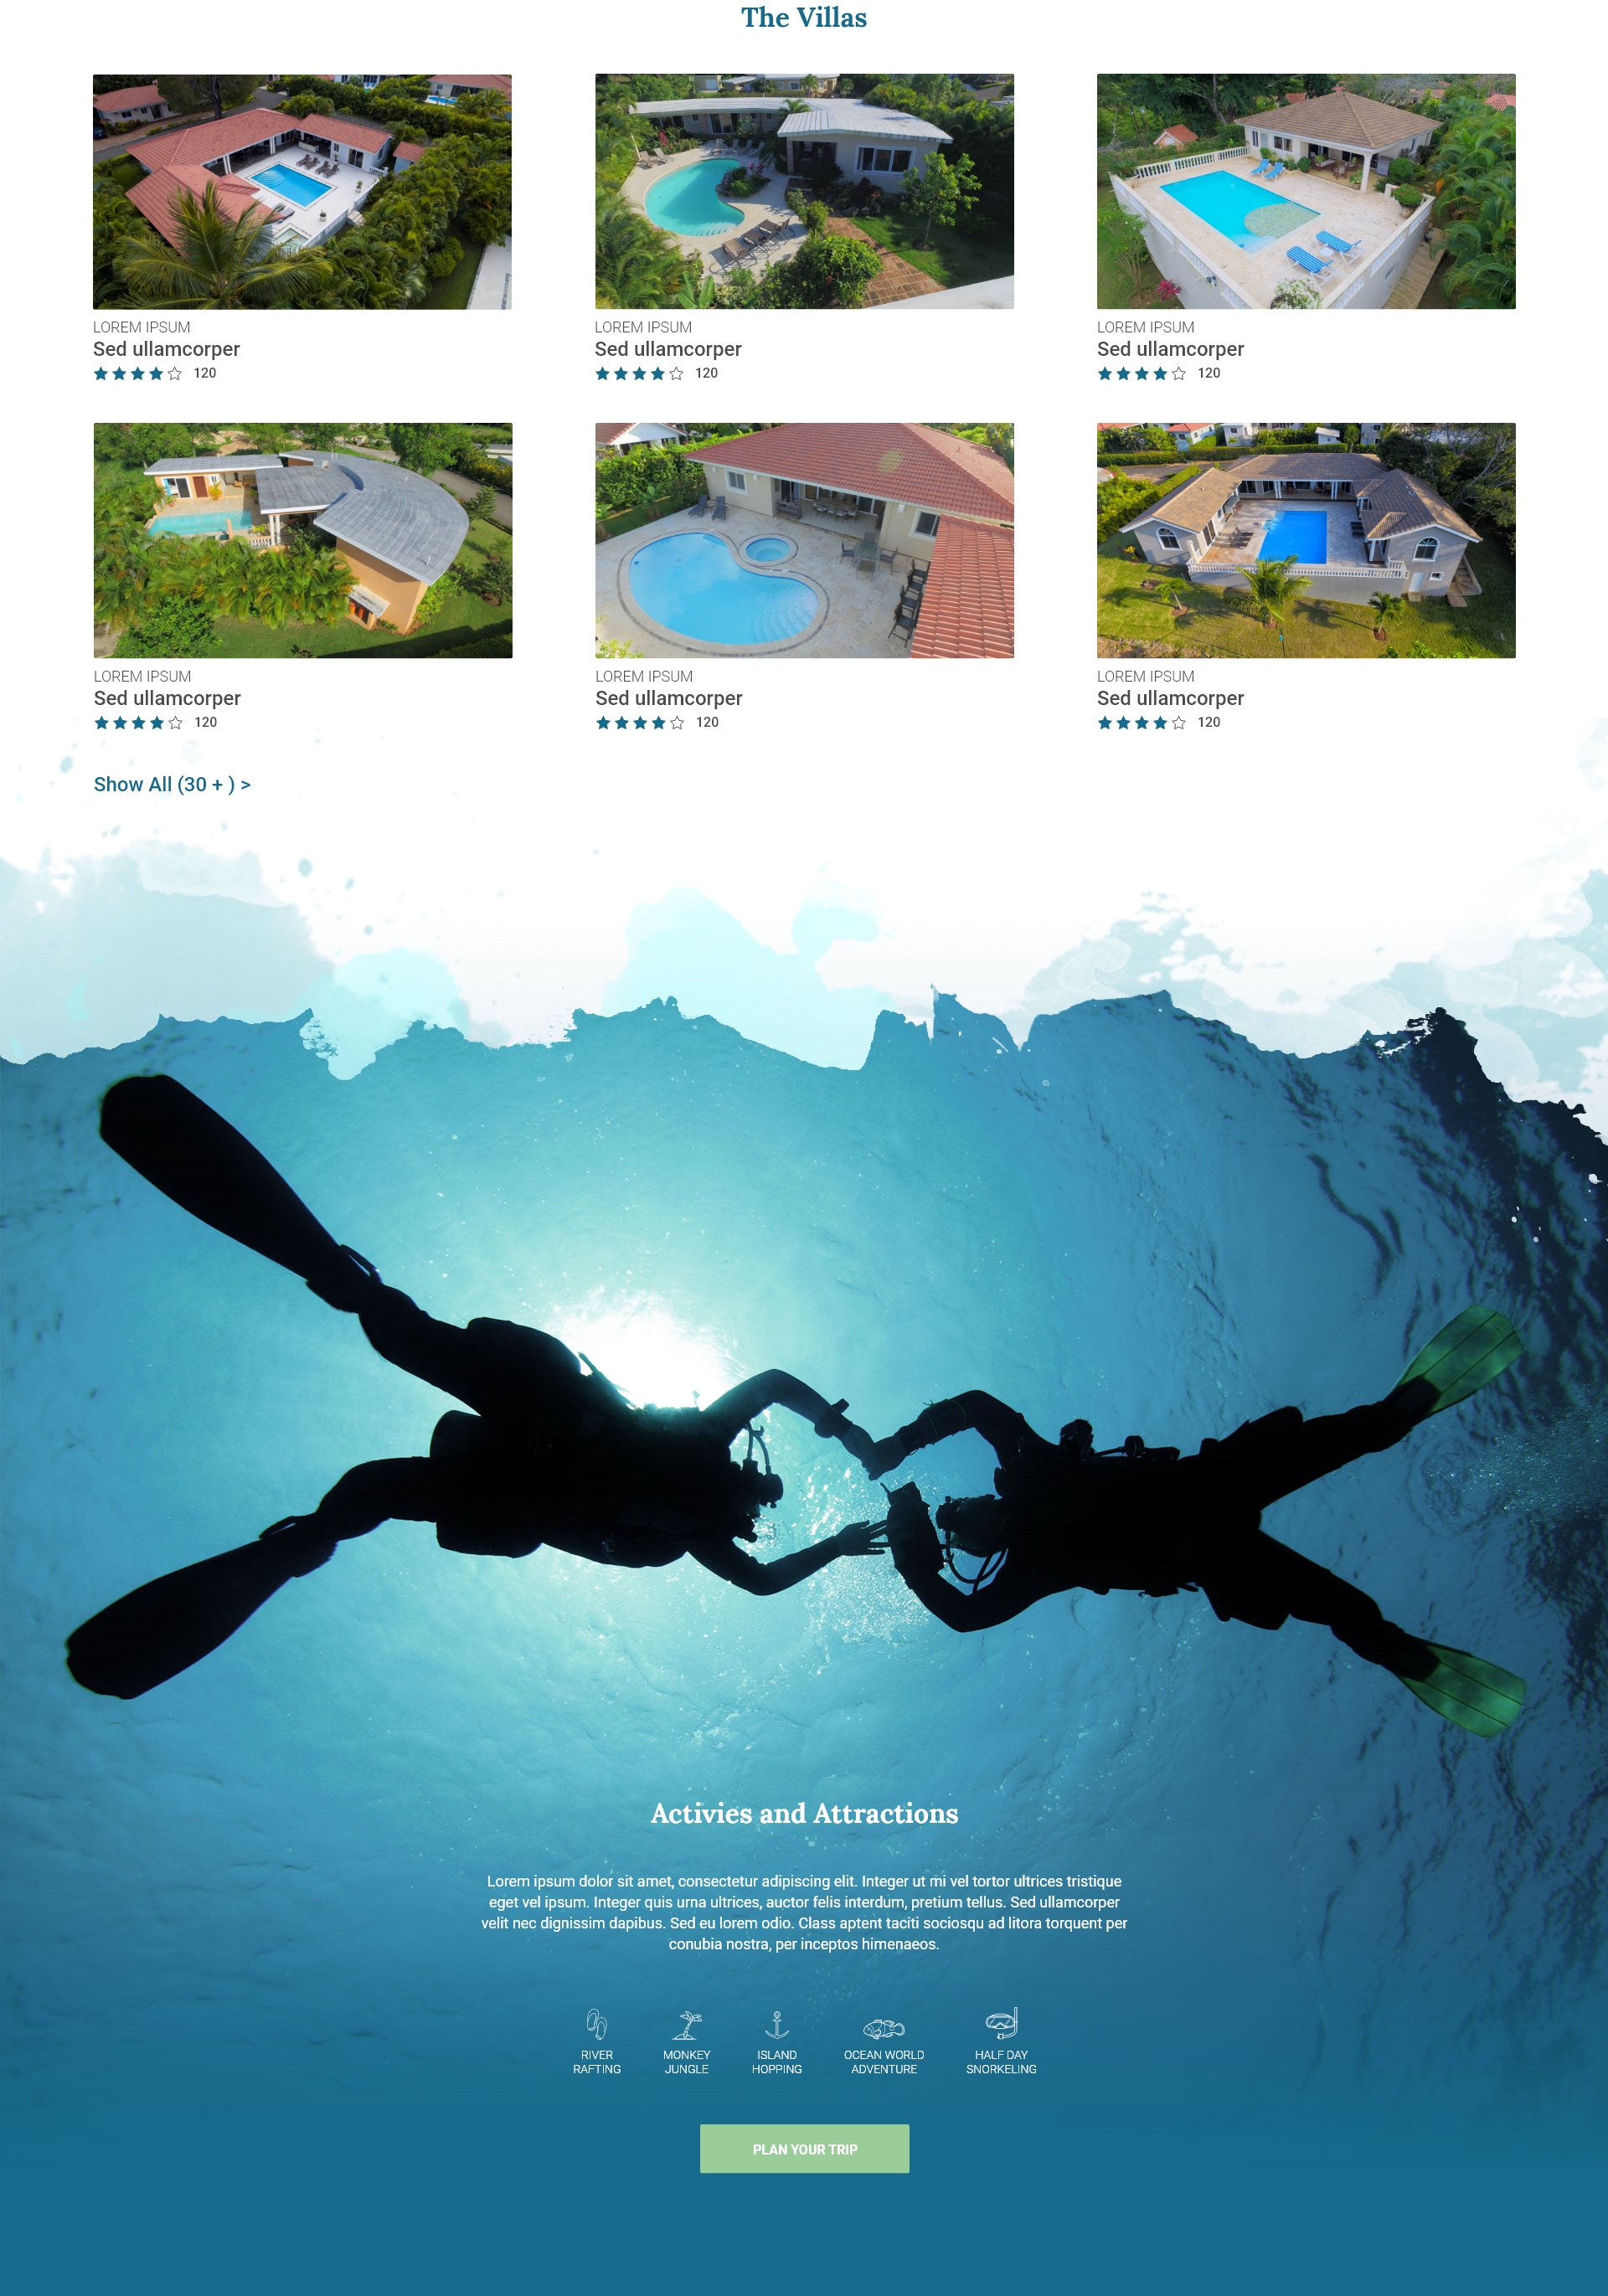 The Villas
LOREM IPSUM
Sed ullamcorper
120
LOREM IPSUM
Sed ullamcorper
120
LOREM IPSUM
Sed ullamcorper
120
LOREM IPSUM
Sed ullamcorper
120
LOREM IPSUM
Sed ullamcorper
120
LOREM IPSUM
Sed ullamcorper
120
Show All (30 + ) >
Activies and Attractions
Lorem ipsum dolor sit amet, consectetur adipiscing elit. Integer ut mi vel tortor ultrices tristique
eget vel ipsum. Integer quis urna ultrices, auctor felis interdum, pretium tellus. Sed ullamcorper
velit nec dignissim dapibus. Sed eu lorem odio. Class aptent taciti sociosqu ad litora torquent per
conubia nostra, per inceptos himenaeos.
RIVER
RAFTING
MONKEY
JUNGLE
ISLAND
HOPPING
OCEAN WORLD
ADVENTURE
HALF DAY
SNORKELING
PLAN YOUR TRIP